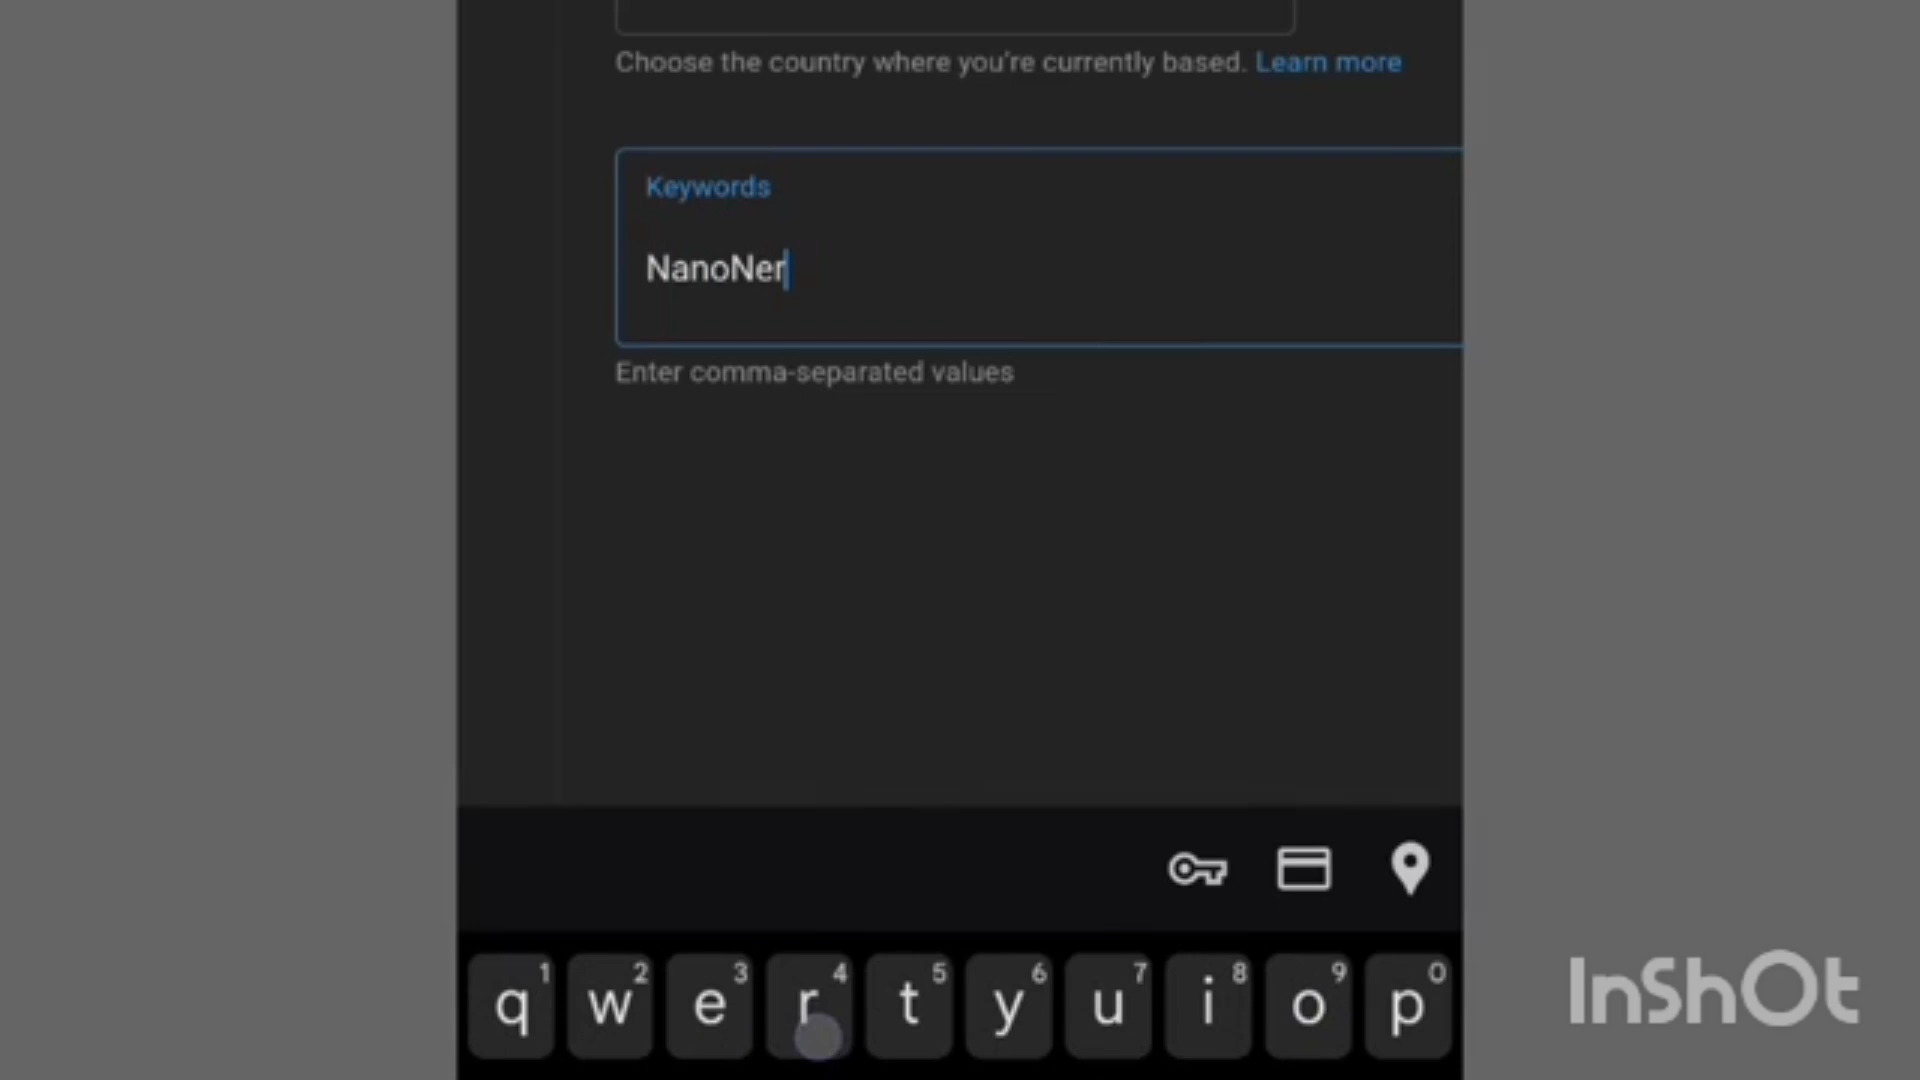 Choose the country where you're currently based. Learn more
Keywords
NanoNer
Enter comma-separated values
q1 w2 e3 r4 t5 y6 u7 i8 o9 p0
InShOt